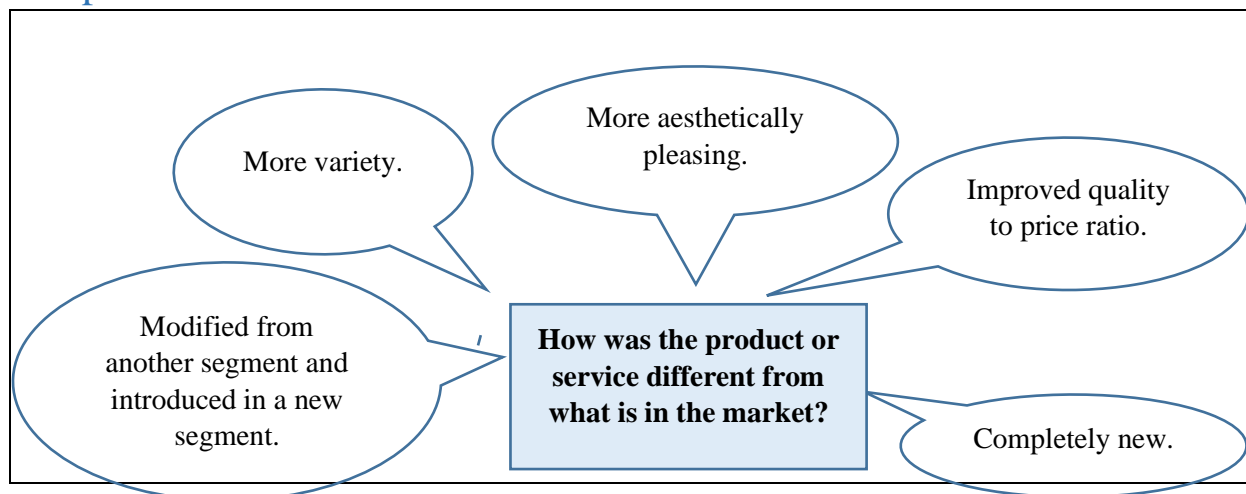 More aesthetically
pleasing.
More variety.
Improved quality
to price ratio.
Modified from
another segment and
introduced in a new
segment.
How was the product or
service different from
what is in the market?
Completely new.